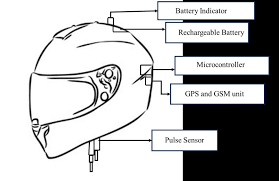 Battery Indicator
Rechargeable Battery
Microcontroller
GPS and GSM unit
Pulse Sensor